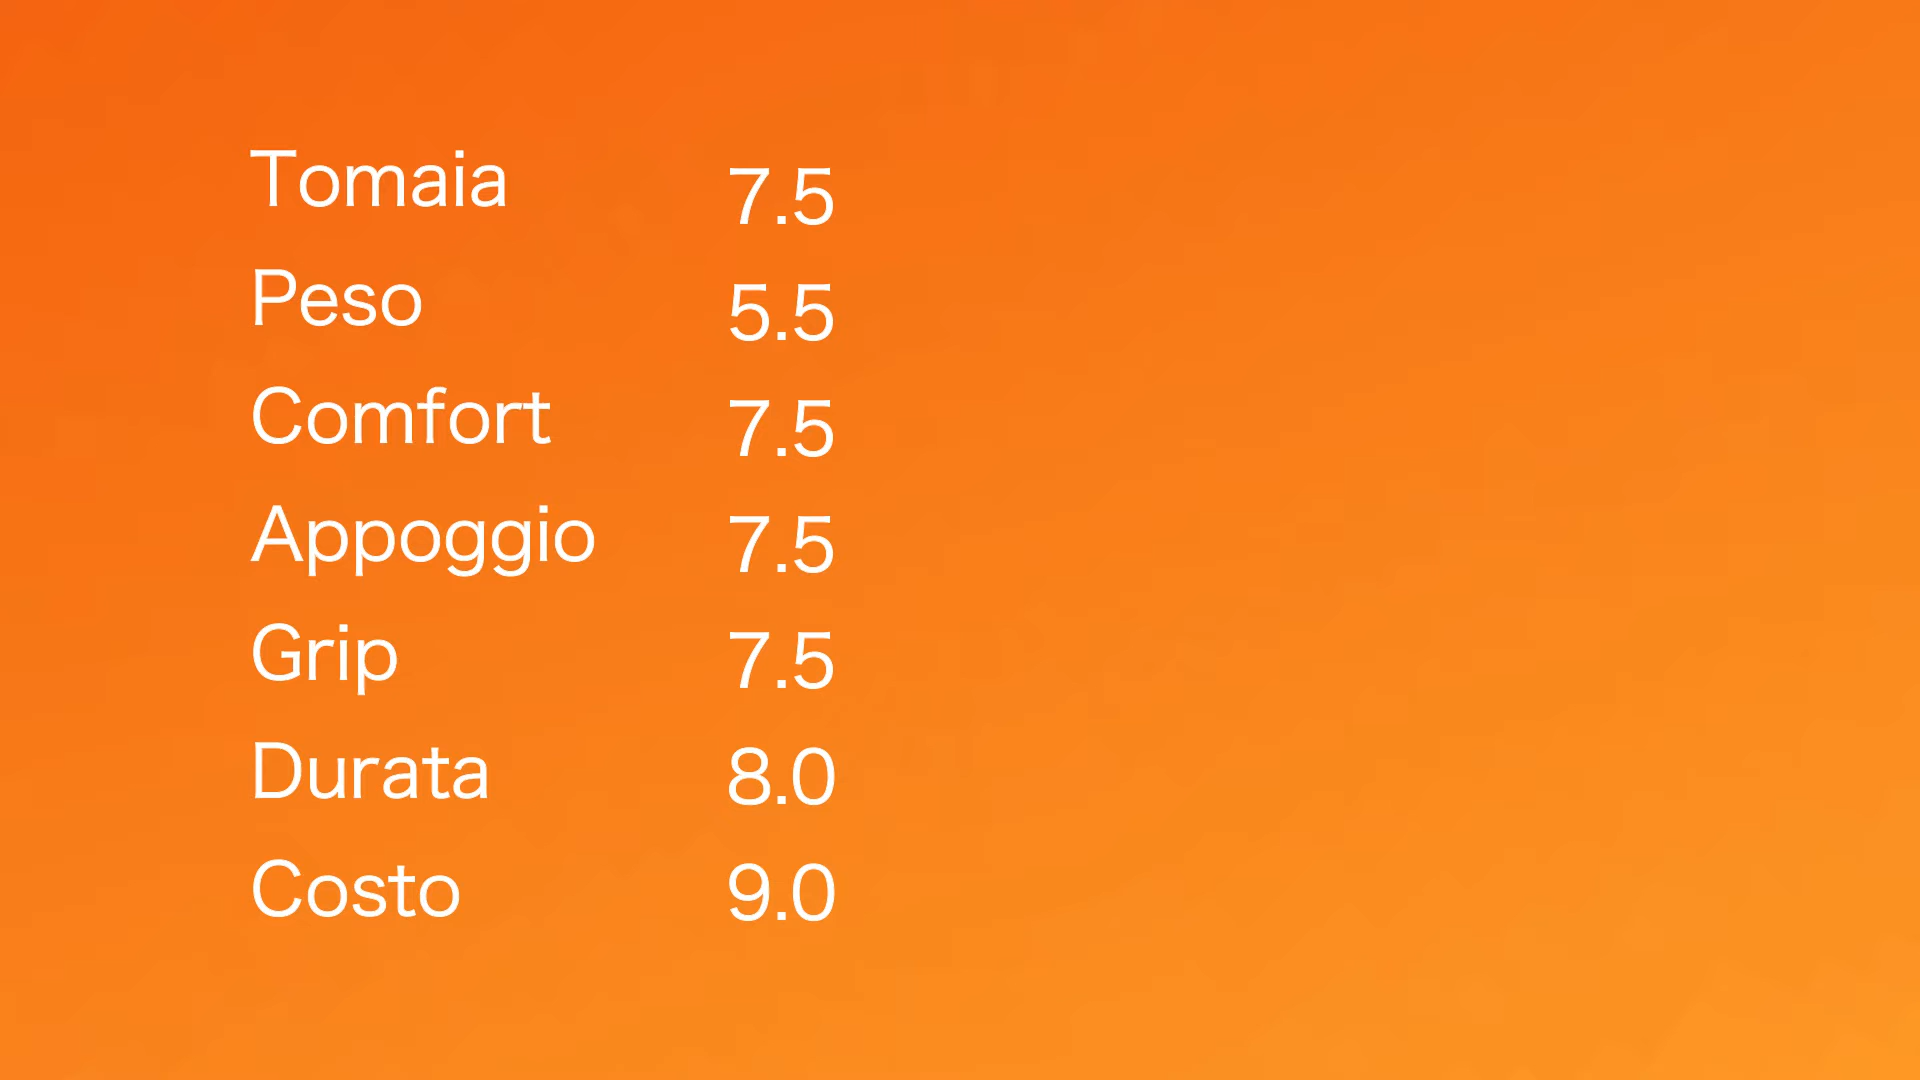 Tomaia 7.5
Peso 5.5
Comfort 7.5
Appoggio 7.5
Grip 7.5
Durata 8.0
Costo 9.0